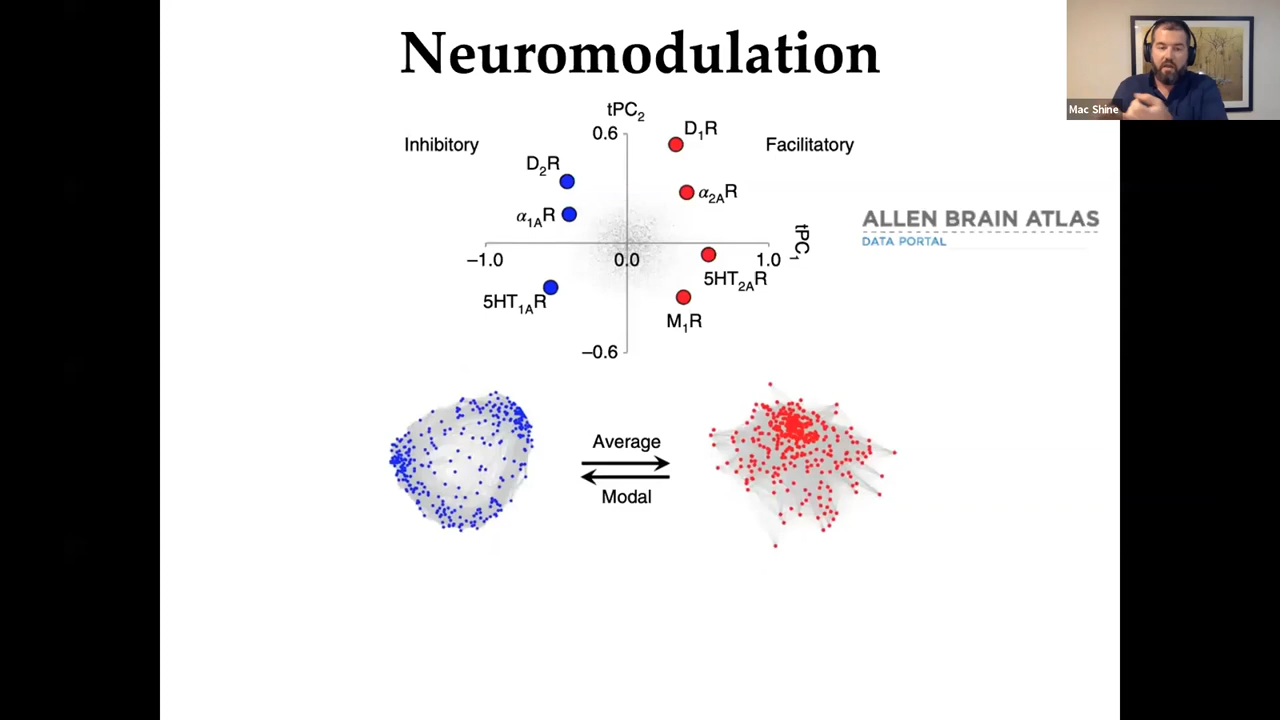 Neuromodulation
Mac Shine
tPC2
0.6
D1R
Inhibitory
Facilitatory
D2R
α2AR
α1AR
ALLEN BRAIN ATLAS
DATA PORTAL
tPC1
−1.0
0.0
1.0
5HT2AR
5HT1AR
M1R
−0.6
Average
Modal